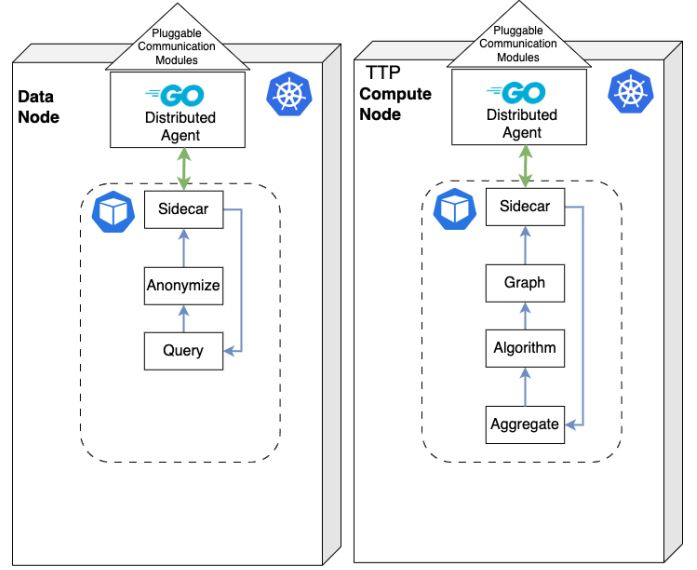 Pluggable
Communication
Modules
Data
Node
GO
Distributed
Agent
Sidecar
Anonymize
Query
Pluggable
Communication
Modules
TTP
Compute
Node
GO
Distributed
Agent
Sidecar
Graph
Algorithm
Aggregate